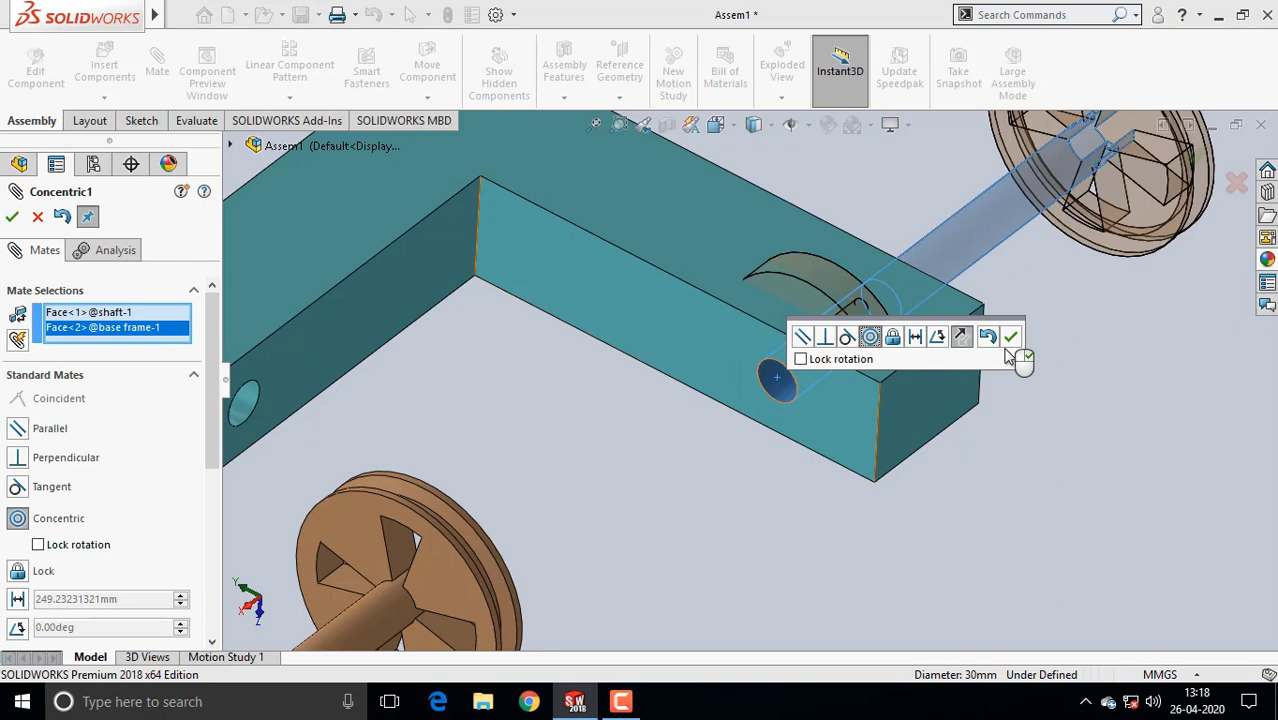 SOLIDWORKS
Assem1 *
Search Commands
?
Edit Component
Insert Components
Mate
Component Preview Window
Linear Component Pattern
Smart Fasteners
Move Component
Show Hidden Components
Assembly Features
Reference Geometry
New Motion Study
Bill of Materials
Exploded View
Instant3D
Update Speedpak
Take Snapshot
Large Assembly Mode
Assembly
Layout
Sketch
Evaluate
SOLIDWORKS Add-Ins
SOLIDWORKS MBD
Assem1 (Default<Display...
Concentric1
Mates
Analysis
Mate Selections
Face<1>@shaft-1
Face<2>@base frame-1
Standard Mates
Coincident
Parallel
Perpendicular
Tangent
Concentric
Lock rotation
Lock
249.23231321mm
0.00deg
Lock rotation
Y
X
Z
Model
3D Views
Motion Study 1
SOLIDWORKS Premium 2018 x64 Edition
Diameter: 30mm
Under Defined
MMGS
Type here to search
SW
2018
13:18
26-04-2020